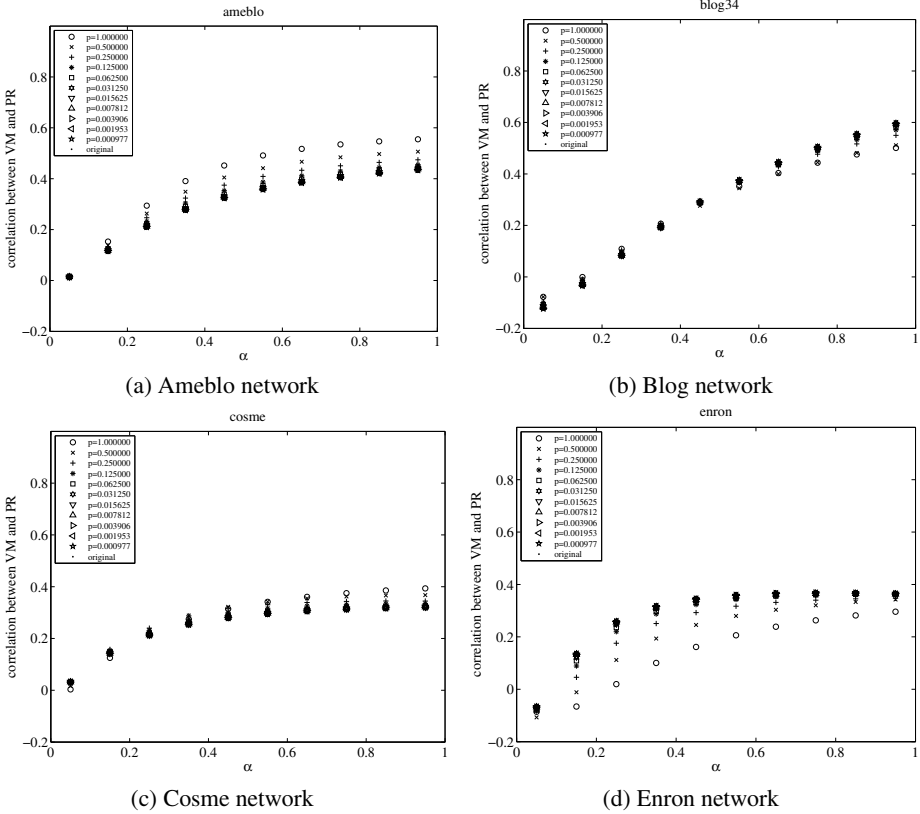 ameblo
correlation between VM and PR
0.8
0.6
0.4
0.2
0
−0.2
p=1.000000
p=0.500000
p=0.250000
p=0.125000
p=0.062500
p=0.031250
p=0.015625
p=0.007812
p=0.003906
p=0.001953
p=0.000977
original
0 0.2 0.4 0.6 0.8 1
α
(a) Ameblo network
blog34
correlation between VM and PR
0.8
0.6
0.4
0.2
0
−0.2
p=1.000000
p=0.500000
p=0.250000
p=0.125000
p=0.062500
p=0.031250
p=0.015625
p=0.007812
p=0.003906
p=0.001953
p=0.000977
original
0 0.2 0.4 0.6 0.8 1
α
(b) Blog network
cosme
correlation between VM and PR
0.8
0.6
0.4
0.2
0
−0.2
p=1.000000
p=0.500000
p=0.250000
p=0.125000
p=0.062500
p=0.031250
p=0.015625
p=0.007812
p=0.003906
p=0.001953
p=0.000977
original
0 0.2 0.4 0.6 0.8 1
α
(c) Cosme network
enron
correlation between VM and PR
0.8
0.6
0.4
0.2
0
−0.2
p=1.000000
p=0.500000
p=0.250000
p=0.125000
p=0.062500
p=0.031250
p=0.015625
p=0.007812
p=0.003906
p=0.001953
p=0.000977
original
0 0.2 0.4 0.6 0.8 1
α
(d) Enron network